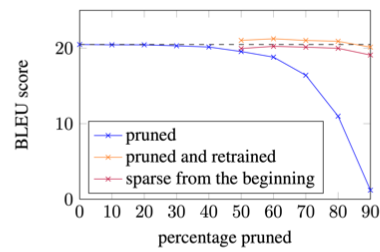 20
10
0
BLEU score
pruned
pruned and retrained
sparse from the beginning
0 10 20 30 40 50 60 70 80 90
percentage pruned